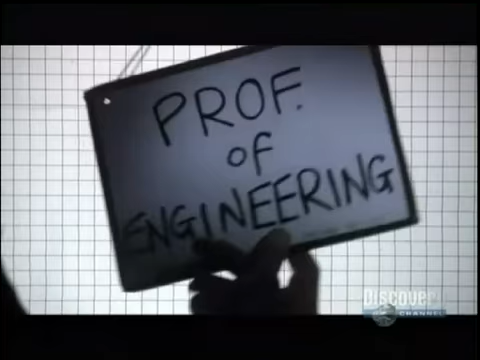 PROF.
of
ENGINEERING
Discovery
CHANNEL